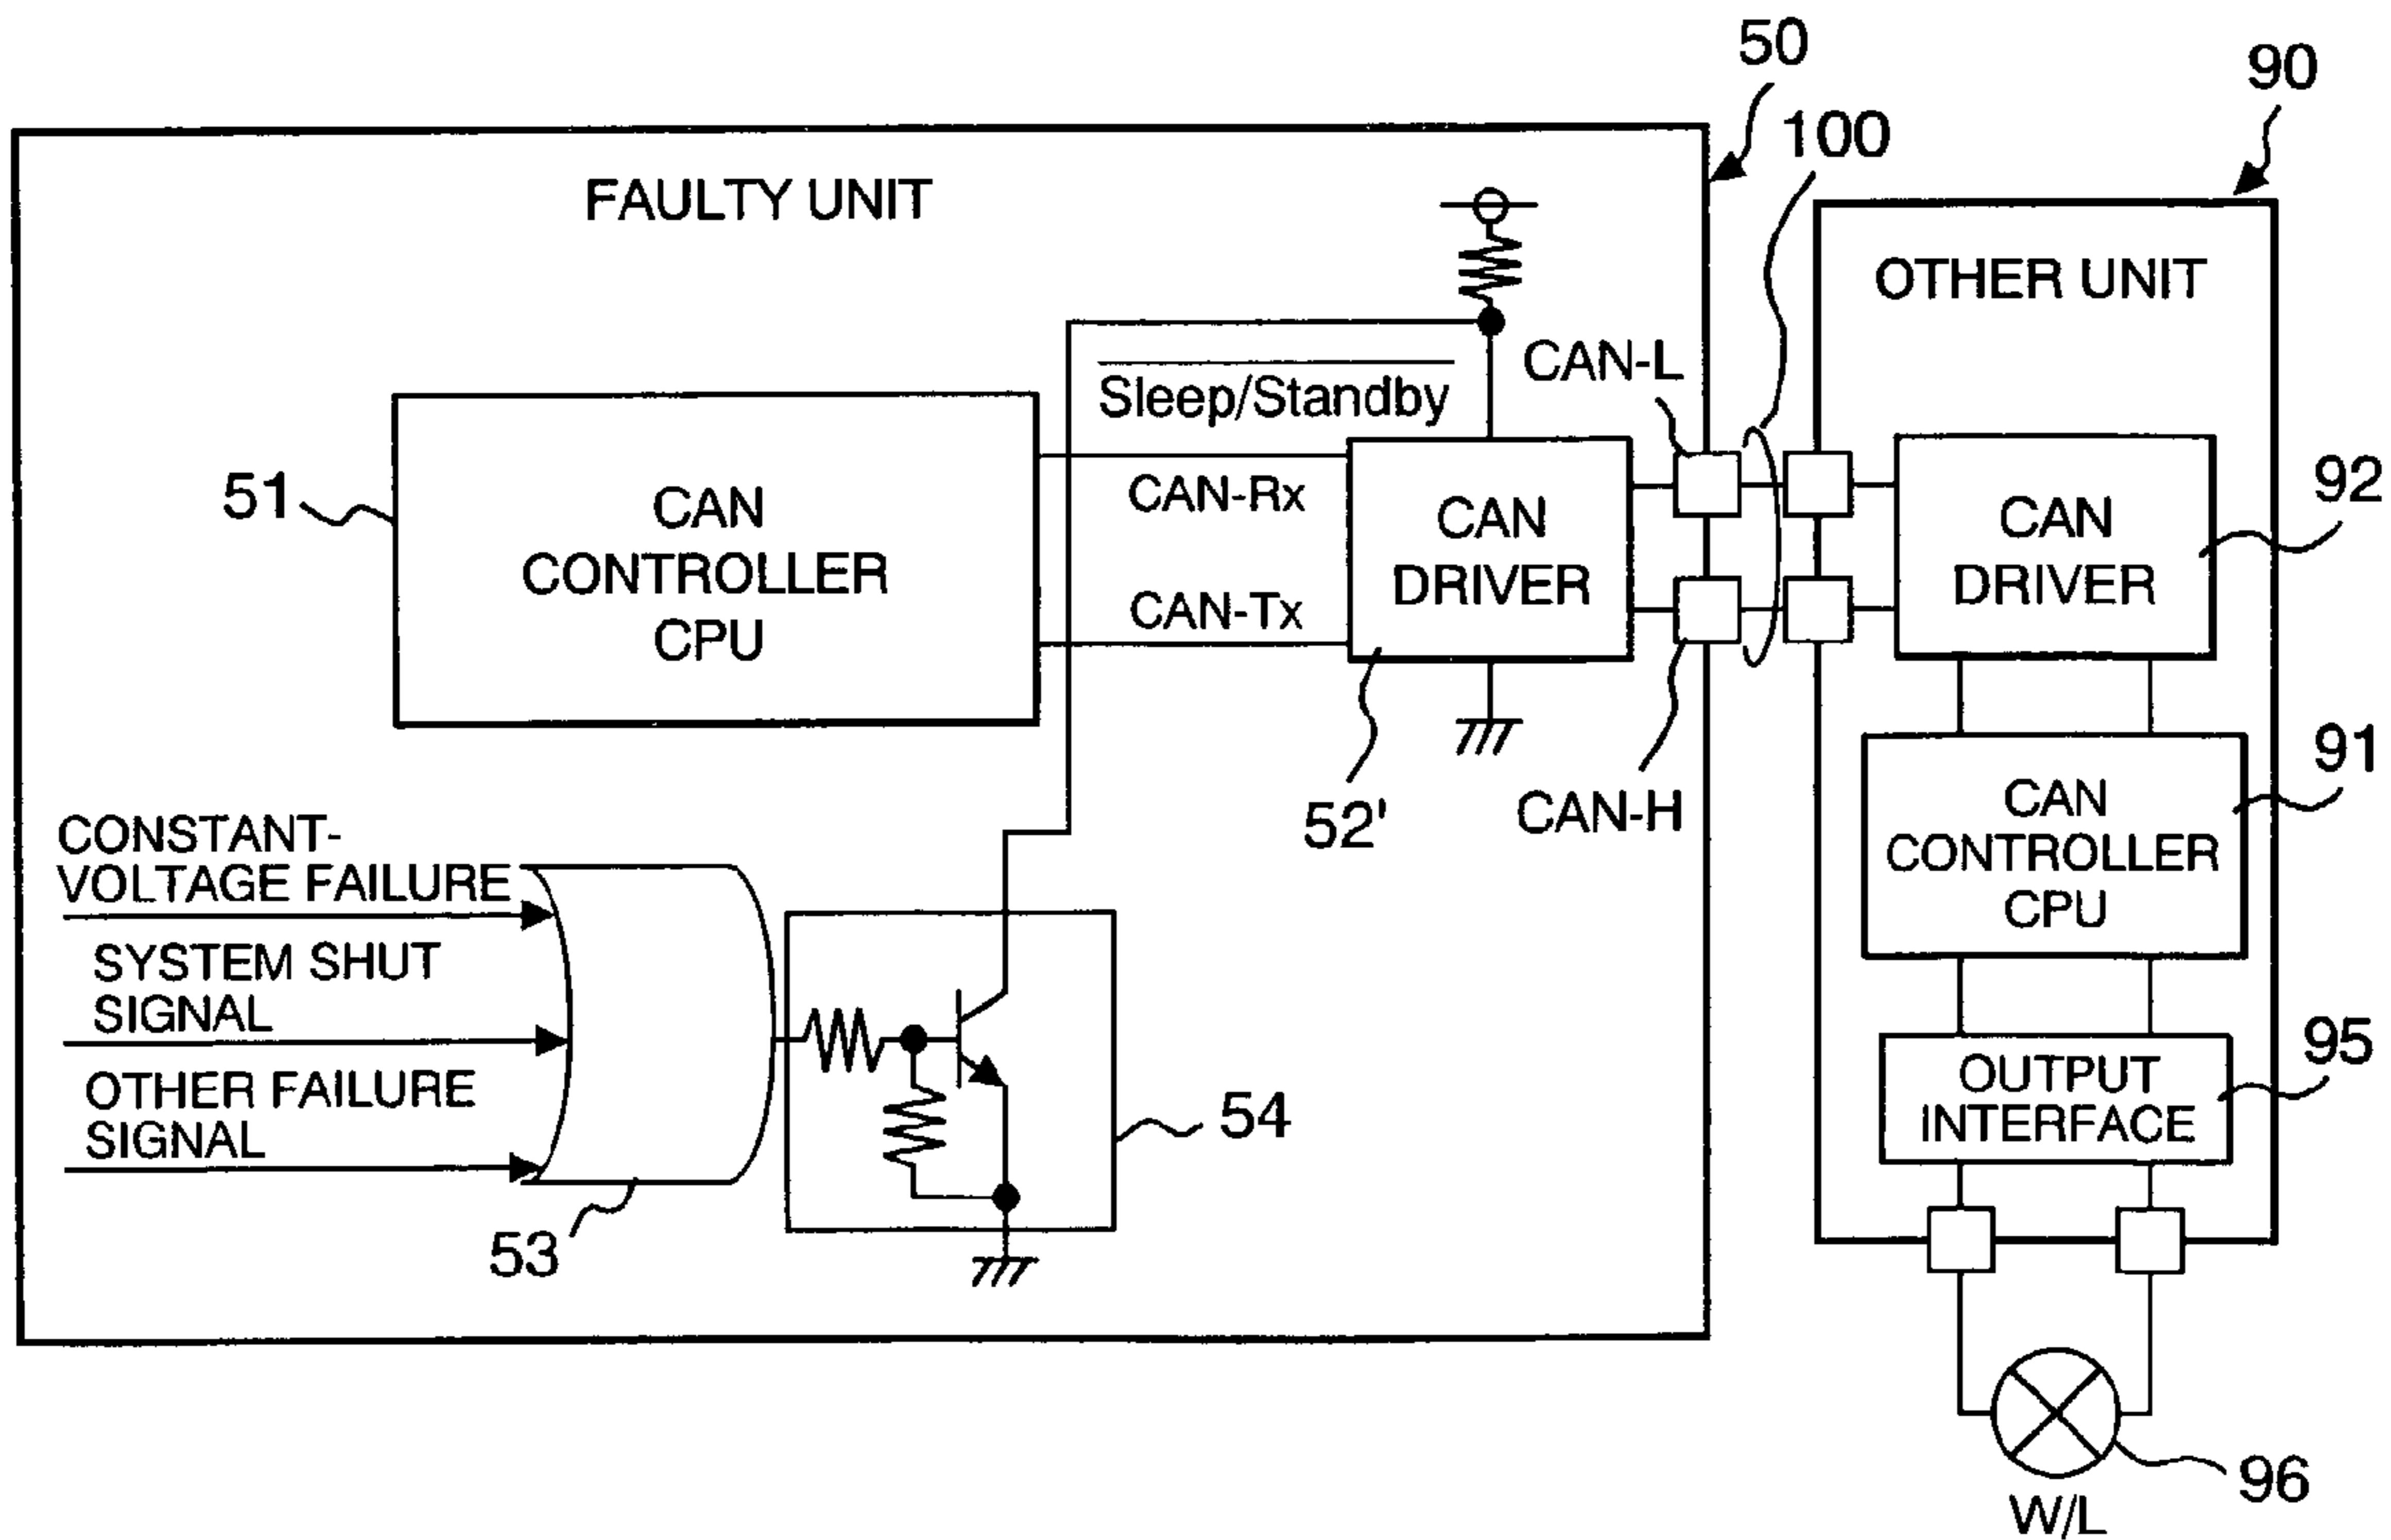 50
90
100
FAULTY UNIT
OTHER UNIT
CAN-L
Sleep/Standby
51
CAN
CONTROLLER
CPU
CAN-Rx
CAN-Tx
CAN
DRIVER
CAN
DRIVER
92
52'
CAN-H
91
CAN
CONTROLLER
CPU
CONSTANT-
VOLTAGE FAILURE
SYSTEM SHUT
SIGNAL
OTHER FAILURE
SIGNAL
53
54
95
OUTPUT
INTERFACE
96
W/L